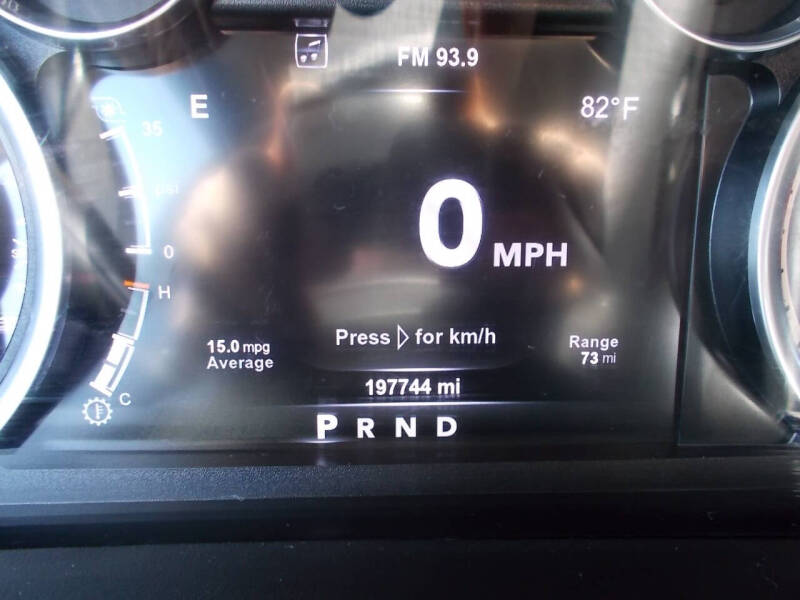 FM 93.9
E
82°F
35
psi
0
0 MPH
H
Press ▷ for km/h
15.0 mpg
Average
Range
73 mi
197744 mi
C
P R N D